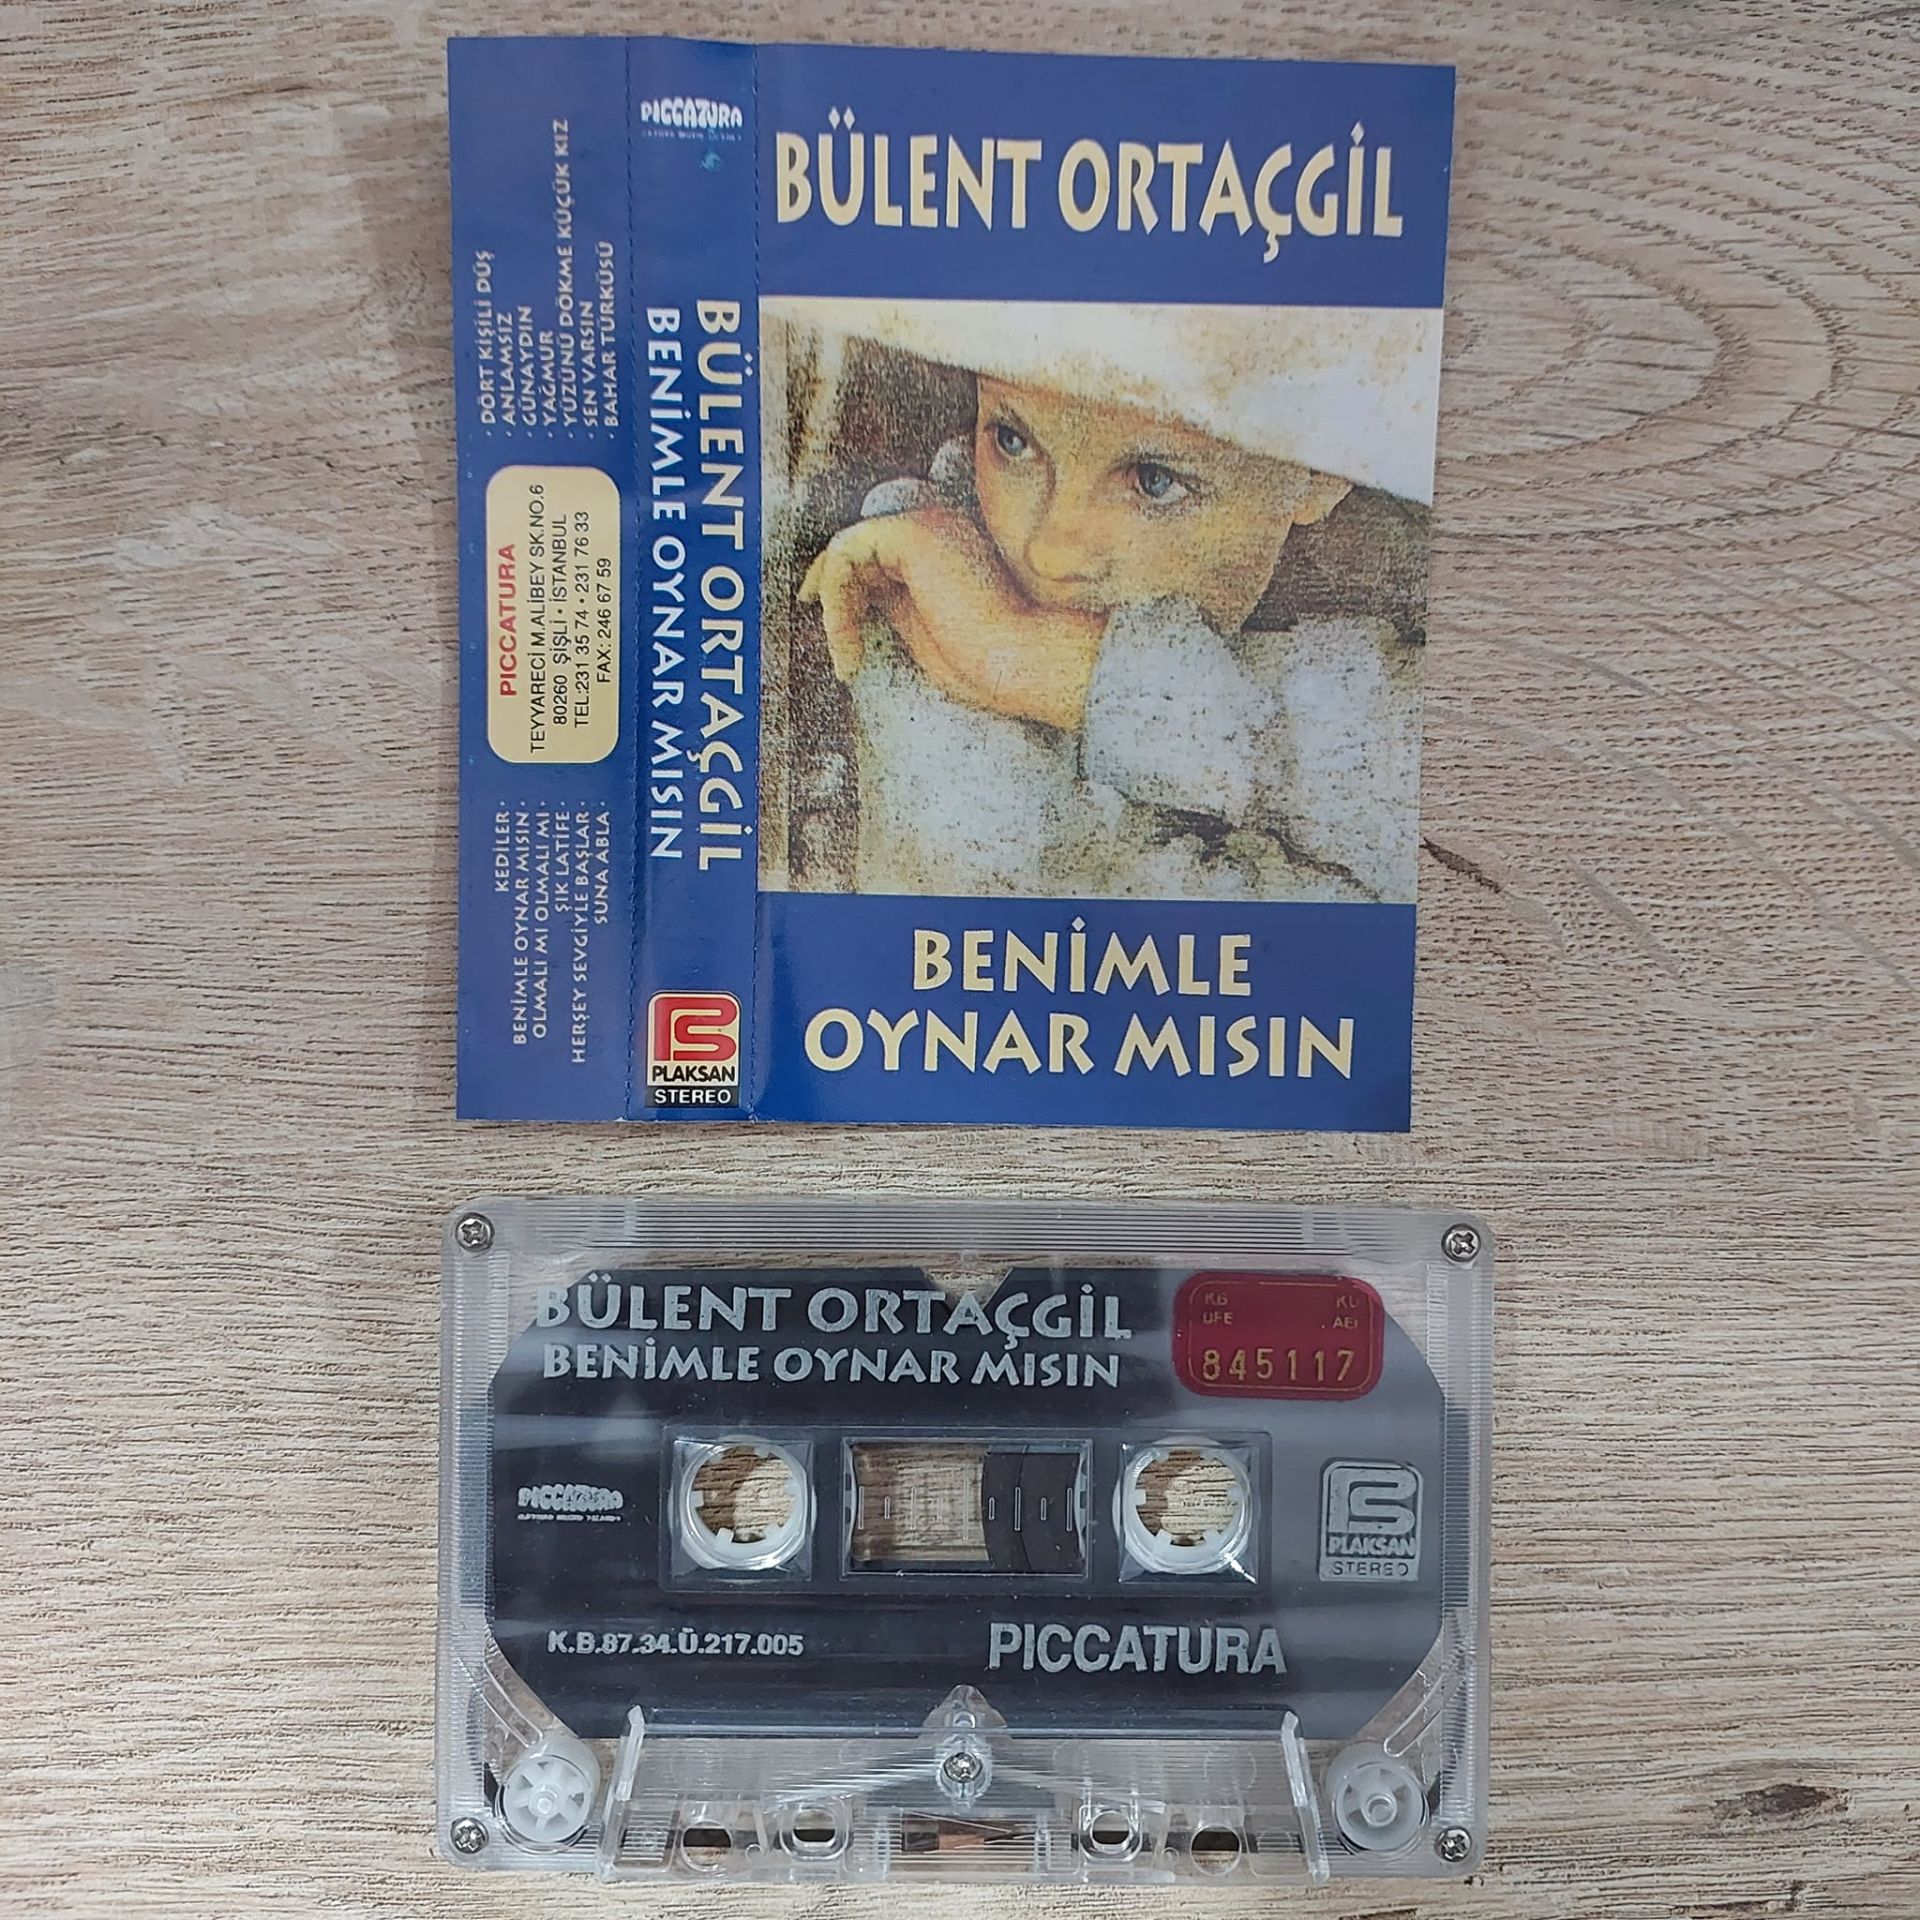 BÜLENT ORTAÇGİL
BENİMLE
OYNAR MISIN
PICCATURA
BÜLENT ORTAÇGİL
BENİMLE OYNAR MISIN
PLAKSAN
STEREO
· DÖRT KİŞİLİ DÜŞ
· ANLAMSIZ
· GÜNAYDIN
· YAĞMUR
· YÜZÜNÜ DÖKME KÜÇÜK KIZ
· SEN VARSIN
· BAHAR TÜRKÜSÜ
PICCATURA
TEYYARECİ M.ALİBEY SK.NO.6
80260 ŞİŞLİ • İSTANBUL
TEL:231 35 74 • 231 76 33
FAX: 246 67 59
KEDİLER ·
BENİMLE OYNAR MISIN ·
OLMALI MI OLMALI MI ·
ŞIK LATİFE ·
HERŞEY SEVGİYLE BAŞLAR ·
SUNA ABLA ·
BÜLENT ORTAÇGİL
BENİMLE OYNAR MISIN
845117
PICCATURA
PLAKSAN
STEREO
K.B.87.34.Ü.217.005
PICCATURA